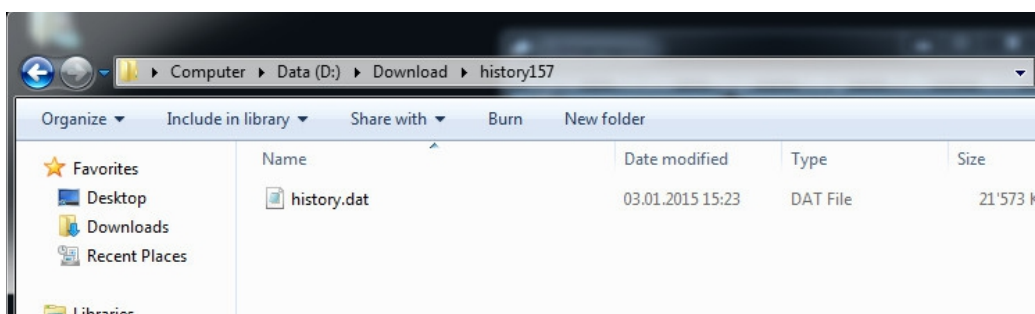 Computer ▸ Data (D:) ▸ Download ▸ history157
Organize Include in library Share with Burn New folder
Favorites
Desktop
Downloads
Recent Places
Libraries
Name Date modified Type Size
history.dat 03.01.2015 15:23 DAT File 21'573 K